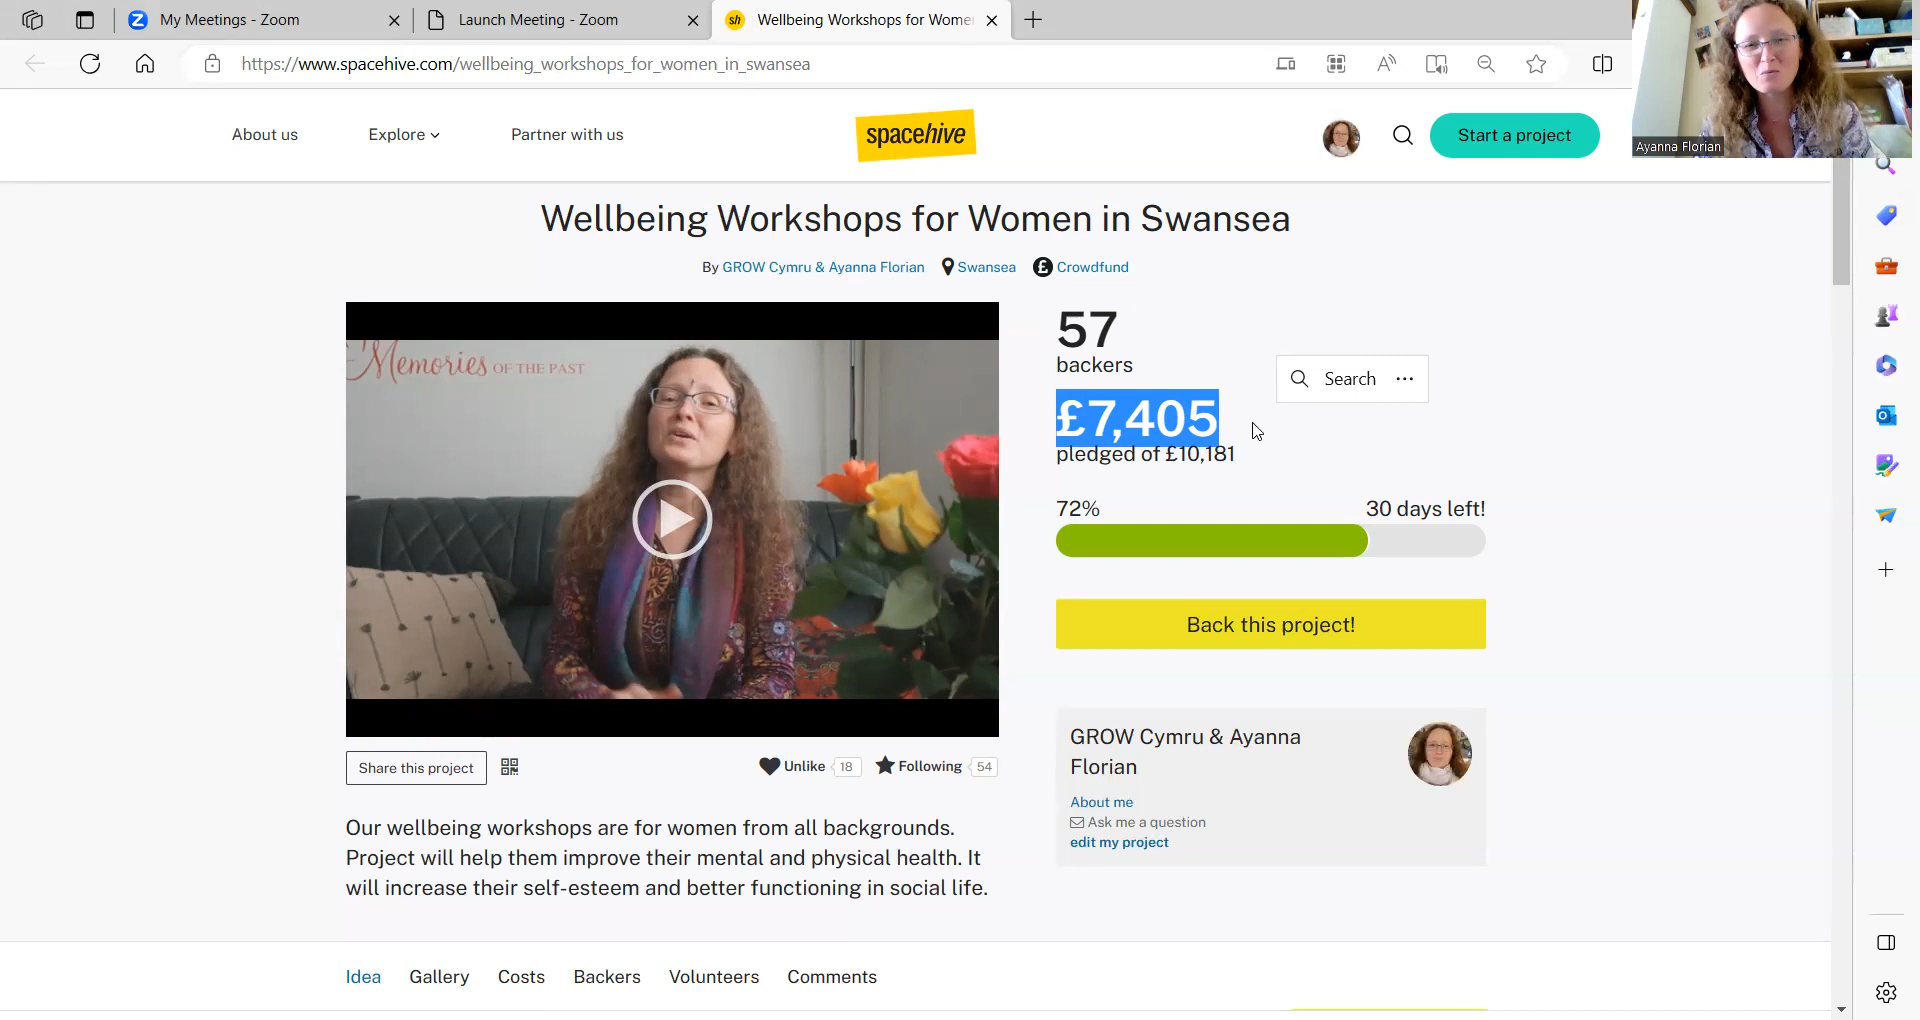 My Meetings - Zoom
Launch Meeting - Zoom
Wellbeing Workshops for Wome
https://www.spacehive.com/wellbeing_workshops_for_women_in_swansea
Ayanna Florian
About us
Explore
Partner with us
spacehive
Start a project
Wellbeing Workshops for Women in Swansea
By GROW Cymru & Ayanna Florian Swansea £ Crowdfund
Memories OF THE PAST
57
backers
Search
£7,405
pledged of £10,181
72% 30 days left!
Back this project!
GROW Cymru & Ayanna
Florian
About me
Ask me a question
edit my project
Share this project
Unlike 18
Following 54
Our wellbeing workshops are for women from all backgrounds.
Project will help them improve their mental and physical health. It
will increase their self-esteem and better functioning in social life.
Idea Gallery Costs Backers Volunteers Comments